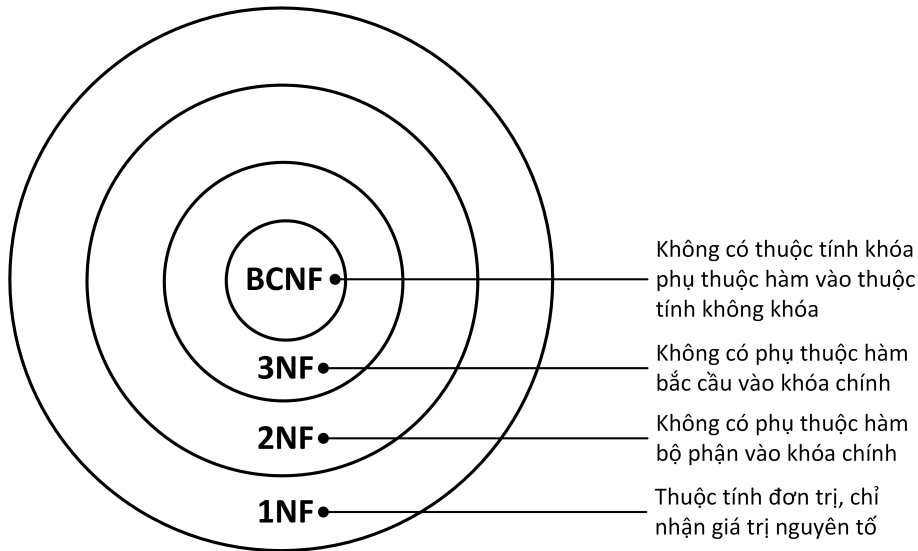 BCNF
Không có thuộc tính khóa
phụ thuộc hàm vào thuộc
tính không khóa
3NF
Không có phụ thuộc hàm
bắc cầu vào khóa chính
2NF
Không có phụ thuộc hàm
bộ phận vào khóa chính
1NF
Thuộc tính đơn trị, chỉ
nhận giá trị nguyên tố